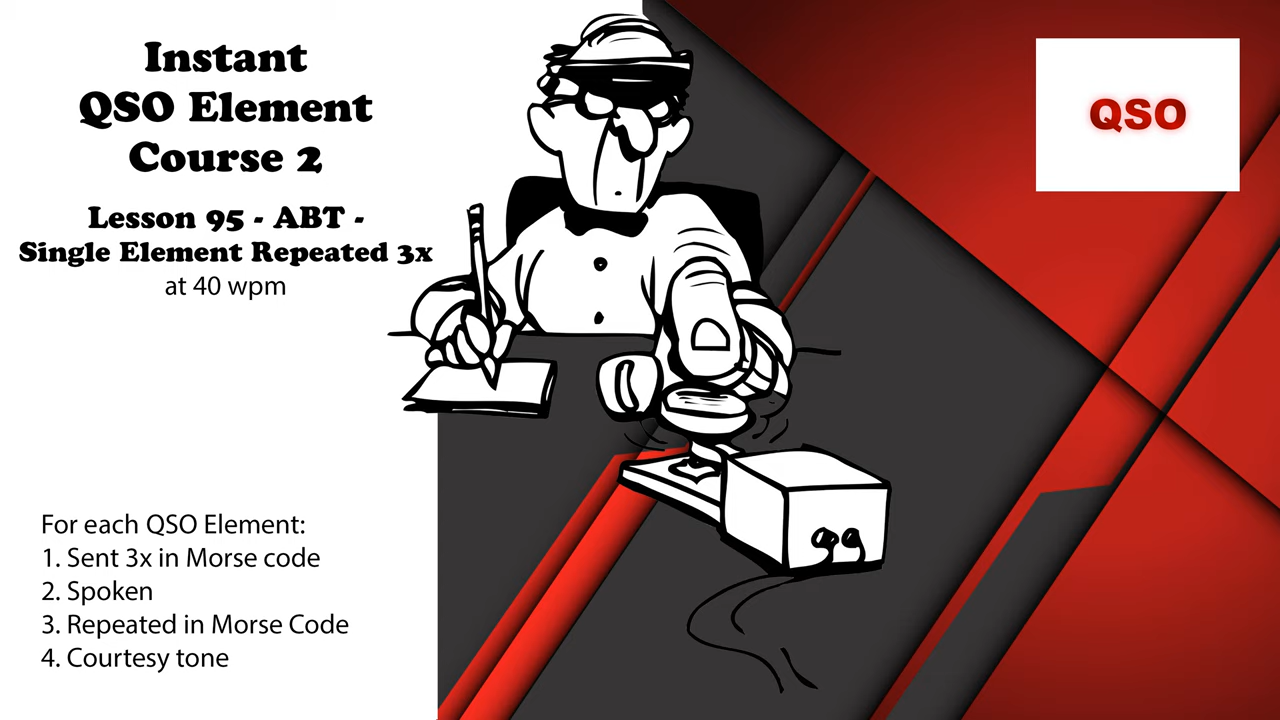 Instant
QSO Element
Course 2
Lesson 95 - ABT -
Single Element Repeated 3x
at 40 wpm
QSO
For each QSO Element:
1. Sent 3x in Morse code
2. Spoken
3. Repeated in Morse Code
4. Courtesy tone